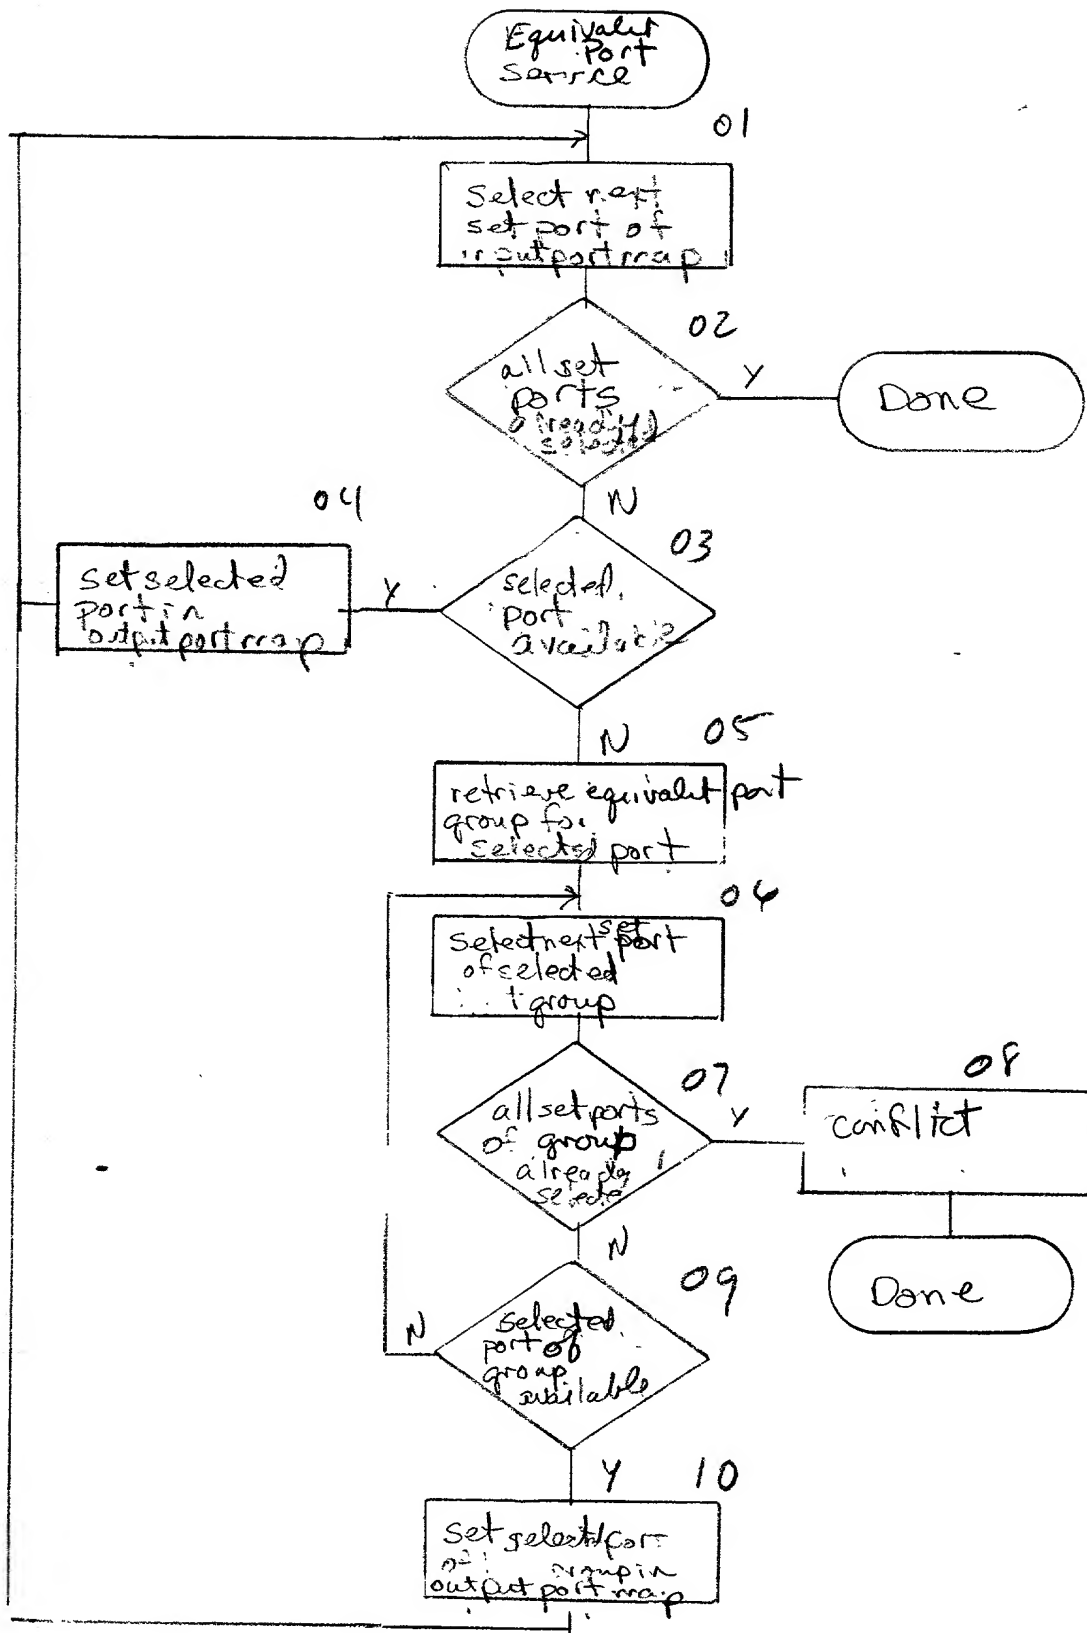 Equivalent
Port
Service
01
Select next
set port of
input port map
02
all set
ports
already
selected
Y
Done
N
04
set selected
port in
output port map
Y
03
selected
port
available
N
05
retrieve equivalent port
group for
selected port
06
Select next set port
of selected
group
07
all set ports
of group
already
selecte
Y
08
conflict
N
Done
09
selected
port of
group
available
N
Y
10
Set select port
of group in
output port map